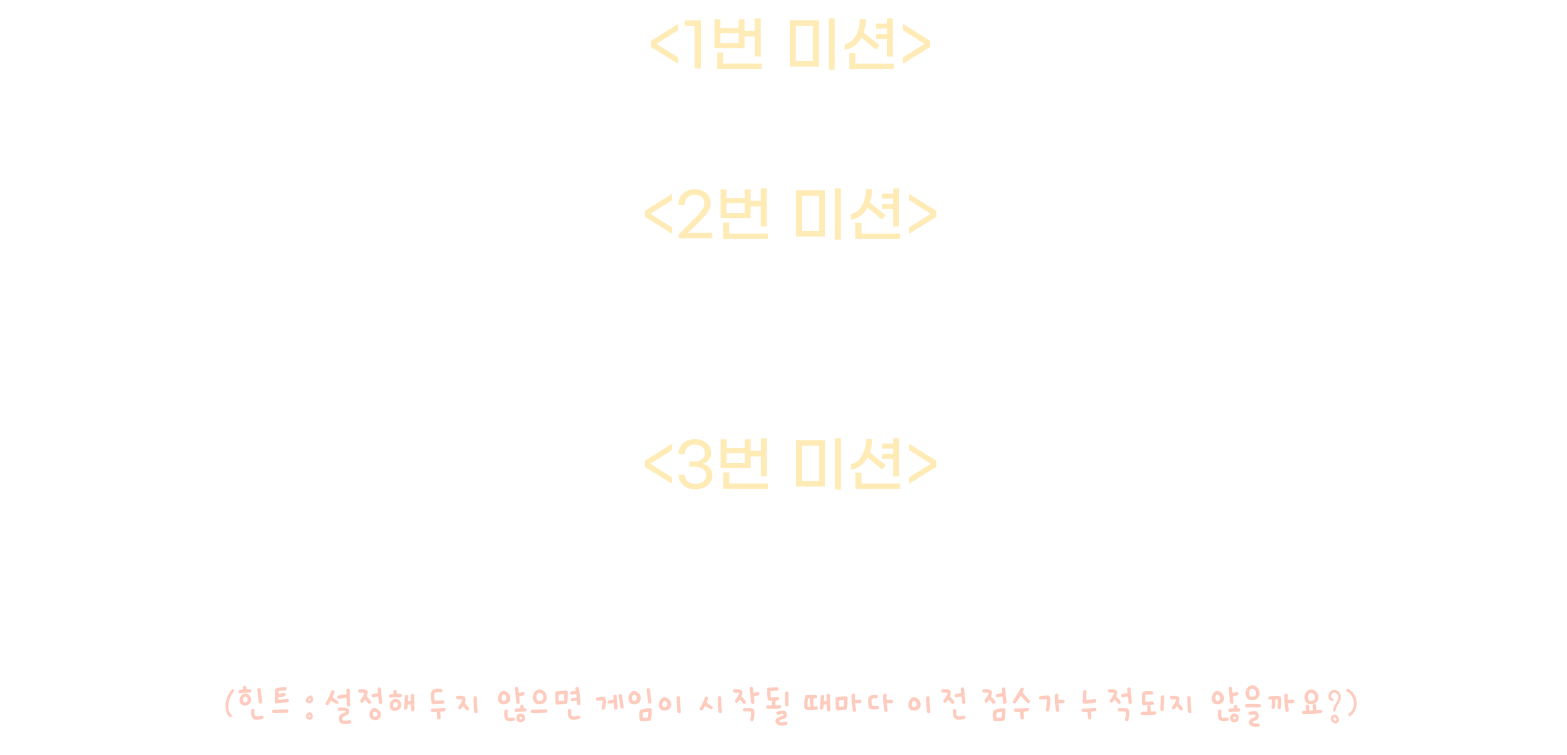 <1번 미션>
<2번 미션>
<3번 미션>
(힌트 : 설정해 두지 않으면 게임이 시작될 때마다 이전 점수가 누적되지 않을까요?)